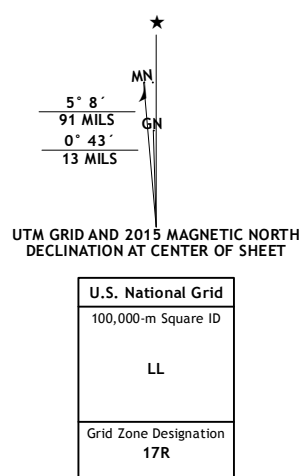 MN
5° 8´
91 MILS
GN
0° 43´
13 MILS
UTM GRID AND 2015 MAGNETIC NORTH
DECLINATION AT CENTER OF SHEET
U.S. National Grid
100,000-m Square ID
LL
Grid Zone Designation
17R